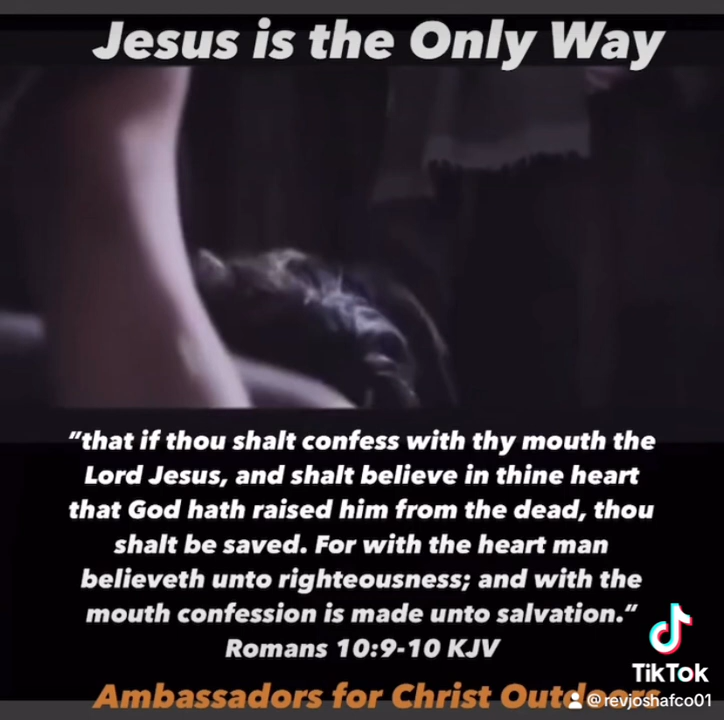 Jesus is the Only Way
"that if thou shalt confess with thy mouth the
Lord Jesus, and shalt believe in thine heart
that God hath raised him from the dead, thou
shalt be saved. For with the heart man
believeth unto righteousness; and with the
mouth confession is made unto salvation."
Romans 10:9-10 KJV
TikTok
Ambassadors for Christ Outdoors
@revjoshafco01